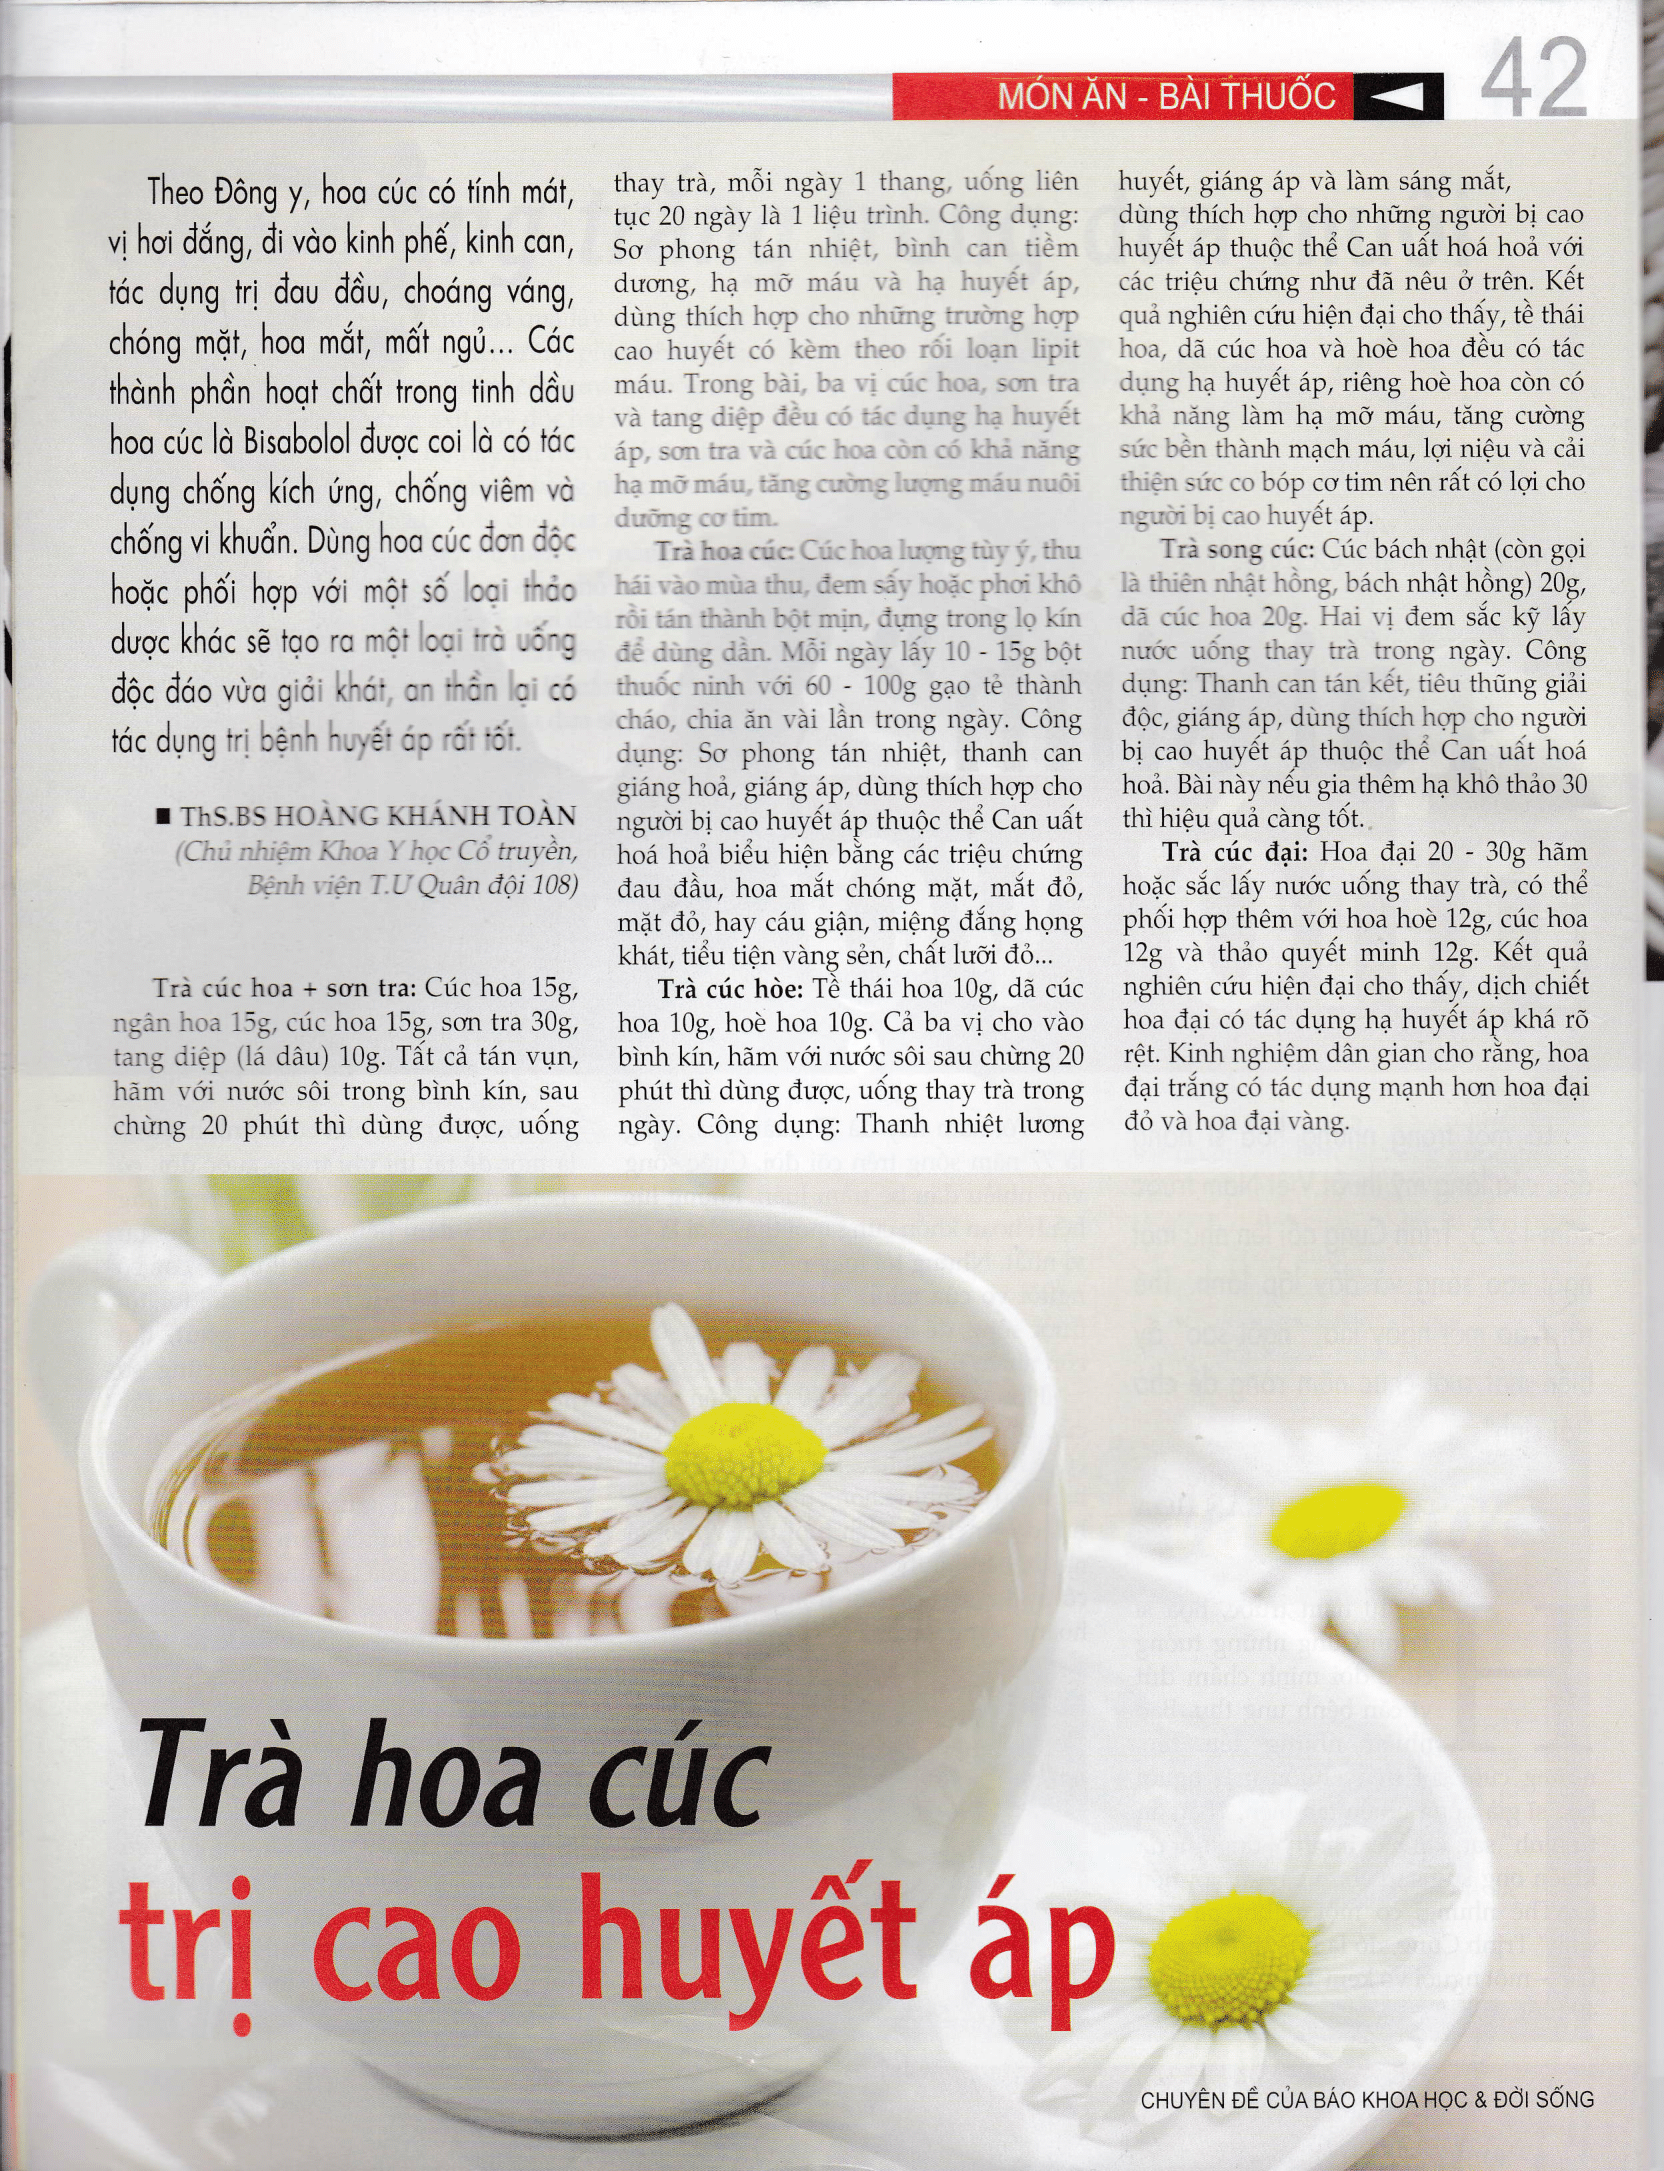 MÓN ĂN - BÀI THUỐC
42
Theo Đông y, hoa cúc có tính mát,
vị hơi đắng, đi vào kinh phế, kinh can,
tác dụng trị đau đầu, choáng váng,
chóng mặt, hoa mắt, mất ngủ... Các
thành phần hoạt chất trong tinh dầu
hoa cúc là Bisabolol được coi là có tác
dụng chống kích ứng, chống viêm và
chống vi khuẩn. Dùng hoa cúc đơn độc
hoặc phối hợp với một số loại thảo
dược khác sẽ tạo ra một loại trà uống
độc đáo vừa giải khát, an thần lại có
tác dụng trị bệnh huyết áp rất tốt.
■ ThS.BS HOÀNG KHÁNH TOÀN
(Chủ nhiệm Khoa Y học Cổ truyền,
Bệnh viện T.Ư Quân đội 108)
Trà cúc hoa + sơn tra: Cúc hoa 15g,
ngân hoa 15g, cúc hoa 15g, sơn tra 30g,
tang diệp (lá dâu) 10g. Tất cả tán vụn,
hãm với nước sôi trong bình kín, sau
chừng 20 phút thì dùng được, uống
thay trà, mỗi ngày 1 thang, uống liên
tục 20 ngày là 1 liệu trình. Công dụng:
Sơ phong tán nhiệt, bình can tiềm
dương, hạ mỡ máu và hạ huyết áp,
dùng thích hợp cho những trường hợp
cao huyết có kèm theo rối loạn lipit
máu. Trong bài, ba vị cúc hoa, sơn tra
và tang diệp đều có tác dụng hạ huyết
áp, sơn tra và cúc hoa còn có khả năng
hạ mỡ máu, tăng cường lượng máu nuôi
dưỡng cơ tim.
Trà hoa cúc: Cúc hoa lượng tùy ý, thu
hái vào mùa thu, đem sấy hoặc phơi khô
rồi tán thành bột mịn, đựng trong lọ kín
để dùng dần. Mỗi ngày lấy 10 - 15g bột
thuốc ninh với 60 - 100g gạo tẻ thành
cháo, chia ăn vài lần trong ngày. Công
dụng: Sơ phong tán nhiệt, thanh can
giáng hoả, giáng áp, dùng thích hợp cho
người bị cao huyết áp thuộc thể Can uất
hoá hoả biểu hiện bằng các triệu chứng
đau đầu, hoa mắt chóng mặt, mắt đỏ,
mặt đỏ, hay cáu giận, miệng đắng họng
khát, tiểu tiện vàng sẻn, chất lưỡi đỏ...
Trà cúc hòe: Tề thái hoa 10g, dã cúc
hoa 10g, hoè hoa 10g. Cả ba vị cho vào
bình kín, hãm với nước sôi sau chừng 20
phút thì dùng được, uống thay trà trong
ngày. Công dụng: Thanh nhiệt lương
huyết, giáng áp và làm sáng mắt,
dùng thích hợp cho những người bị cao
huyết áp thuộc thể Can uất hoá hoả với
các triệu chứng như đã nêu ở trên. Kết
quả nghiên cứu hiện đại cho thấy, tề thái
hoa, dã cúc hoa và hoè hoa đều có tác
dụng hạ huyết áp, riêng hoè hoa còn có
khả năng làm hạ mỡ máu, tăng cường
sức bền thành mạch máu, lợi niệu và cải
thiện sức co bóp cơ tim nên rất có lợi cho
người bị cao huyết áp.
Trà song cúc: Cúc bách nhật (còn gọi
là thiên nhật hồng, bách nhật hồng) 20g,
dã cúc hoa 20g. Hai vị đem sắc kỹ lấy
nước uống thay trà trong ngày. Công
dụng: Thanh can tán kết, tiêu thũng giải
độc, giáng áp, dùng thích hợp cho người
bị cao huyết áp thuộc thể Can uất hoá
hoả. Bài này nếu gia thêm hạ khô thảo 30
thì hiệu quả càng tốt.
Trà cúc đại: Hoa đại 20 - 30g hãm
hoặc sắc lấy nước uống thay trà, có thể
phối hợp thêm với hoa hoè 12g, cúc hoa
12g và thảo quyết minh 12g. Kết quả
nghiên cứu hiện đại cho thấy, dịch chiết
hoa đại có tác dụng hạ huyết áp khá rõ
rệt. Kinh nghiệm dân gian cho rằng, hoa
đại trắng có tác dụng mạnh hơn hoa đại
đỏ và hoa đại vàng.
Trà hoa cúc
trị cao huyết áp
CHUYÊN ĐỀ CỦA BÁO KHOA HỌC & ĐỜI SỐNG